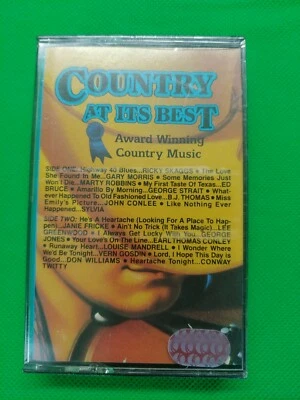 COUNTRY
AT ITS BEST
Award Winning
Country Music
SIDE ONE: Highway 40 Blues...RICKY SKAGGS ★ The Love
She Found In Me...GARY MORRIS ★ Some Memories Just
Won't Die...MARTY ROBBINS ★ My First Taste Of Texas...ED
BRUCE ★ Amarillo By Morning...GEORGE STRAIT ★ What-
ever Happened To Old Fashioned Love...B.J. THOMAS ★ Miss
Emily's Picture...JOHN CONLEE ★ Like Nothing Ever
Happened...SYLVIA
SIDE TWO: He's A Heartache (Looking For A Place To Hap-
pen)...JANIE FRICKE ★ Ain't No Trick (It Takes Magic)...LEE
GREENWOOD ★ I Always Get Lucky With You...GEORGE
JONES ★ Your Love's On The Line...EARL THOMAS CONLEY
★ Runaway Heart...LOUISE MANDRELL ★ I Wonder Where
We'd Be Tonight...VERN GOSDIN ★ Lord, I Hope This Day Is
Good...DON WILLIAMS ★ Heartache Tonight...CONWAY
TWITTY